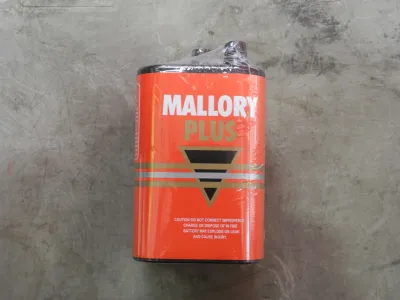 MALLORY
PLUS
CAUTION: DO NOT CONNECT IMPROPERLY
CHARGE OR DISPOSE OF IN FIRE
BATTERY MAY EXPLODE OR LEAK
AND CAUSE INJURY.